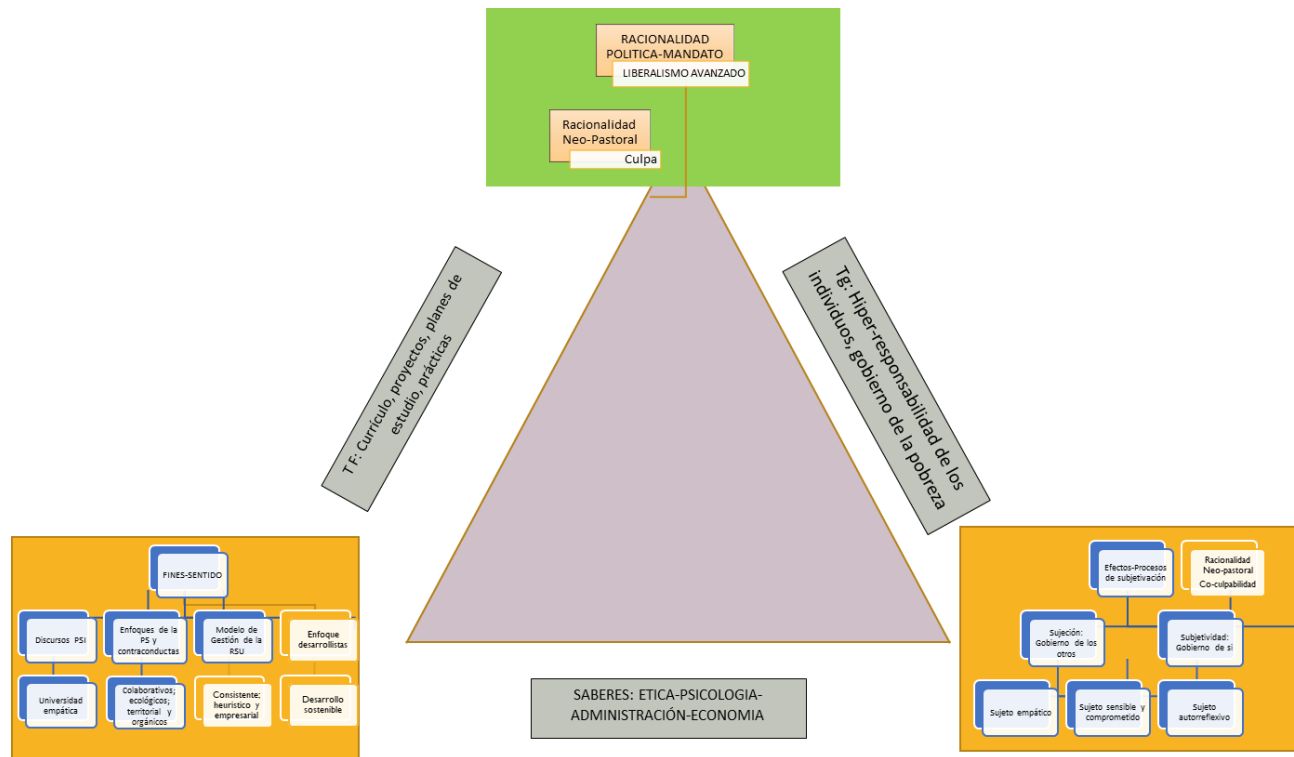 RACIONALIDAD
POLITICA-MANDATO
LIBERALISMO AVANZADO
Racionalidad
Neo-Pastoral
Culpa
T F: Currículo, proyectos, planes de
estudio, prácticas
Tg: Hiper-responsabilidad de los
individuos, gobierno de la pobreza
FINES-SENTIDO
Discursos PSI
Enfoques de la
PS y
contraconductas
Modelo de
Gestión de la
RSU
Enfoque
desarrollistas
Universidad
empática
Colaborativos;
ecológicos;
territorial y
orgánicos
Consistente;
heurístico y
empresarial
Desarrollo
sostenible
SABERES: ETICA-PSICOLOGIA-
ADMINISTRACIÓN-ECONOMIA
Efectos-Procesos
de subjetivación
Racionalidad
Neo-pastoral
Co-culpabilidad
Sujeción:
Gobierno de los
otros
Subjetividad:
Gobierno de si
Sujeto empático
Sujeto sensible y
comprometido
Sujeto
autorreflexivo